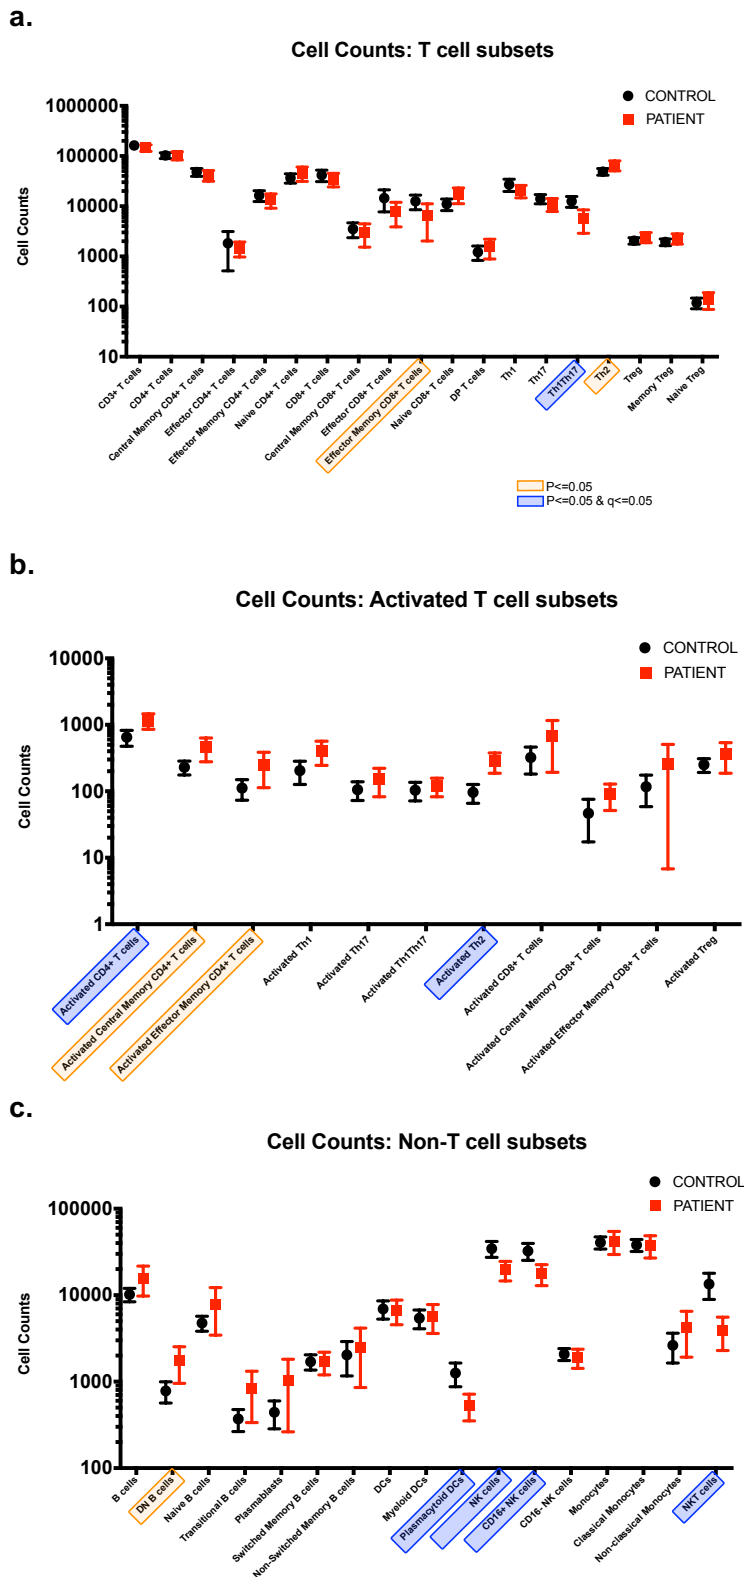 a.
Cell Counts: T cell subsets
CONTROL
PATIENT
Cell Counts
1000000
100000
10000
1000
100
10
CD3+ T cells
CD4+ T cells
Central Memory CD4+ T cells
Effector CD4+ T cells
Effector Memory CD4+ T cells
Naive CD4+ T cells
CD8+ T cells
Central Memory CD8+ T cells
Effector CD8+ T cells
Effector Memory CD8+ T cells
Naive CD8+ T cells
DP T cells
Th1
Th17
Th1Th17
Th2
Treg
Memory Treg
Naive Treg
P<=0.05
P<=0.05 & q<=0.05
b.
Cell Counts: Activated T cell subsets
CONTROL
PATIENT
Cell Counts
10000
1000
100
10
1
Activated CD4+ T cells
Activated Central Memory CD4+ T cells
Activated Effector Memory CD4+ T cells
Activated Th1
Activated Th17
Activated Th1Th17
Activated Th2
Activated CD8+ T cells
Activated Central Memory CD8+ T cells
Activated Effector Memory CD8+ T cells
Activated Treg
c.
Cell Counts: Non-T cell subsets
CONTROL
PATIENT
Cell Counts
100000
10000
1000
100
B cells
DN B cells
Naive B cells
Transitional B cells
Plasmablasts
Switched Memory B cells
Non-Switched Memory B cells
DCs
Myeloid DCs
Plasmacytoid DCs
NK cells
CD16+ NK cells
CD16- NK cells
Monocytes
Classical Monocytes
Non-classical Monocytes
NKT cells